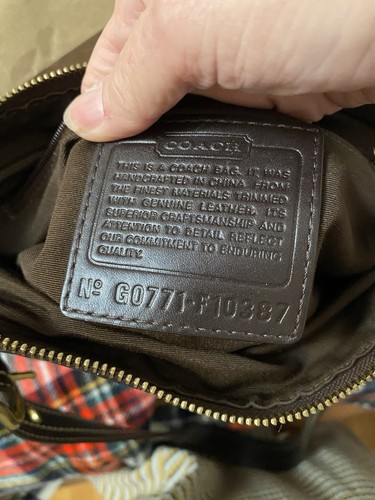 COACH
THIS IS A COACH BAG. IT WAS
HANDCRAFTED IN CHINA FROM
THE FINEST MATERIALS TRIMMED
WITH GENUINE LEATHER. IT'S
SUPERIOR CRAFTSMANSHIP AND
ATTENTION TO DETAIL REFLECT
OUR COMMITMENT TO ENDURING
QUALITY.
Nº G0771-F10387